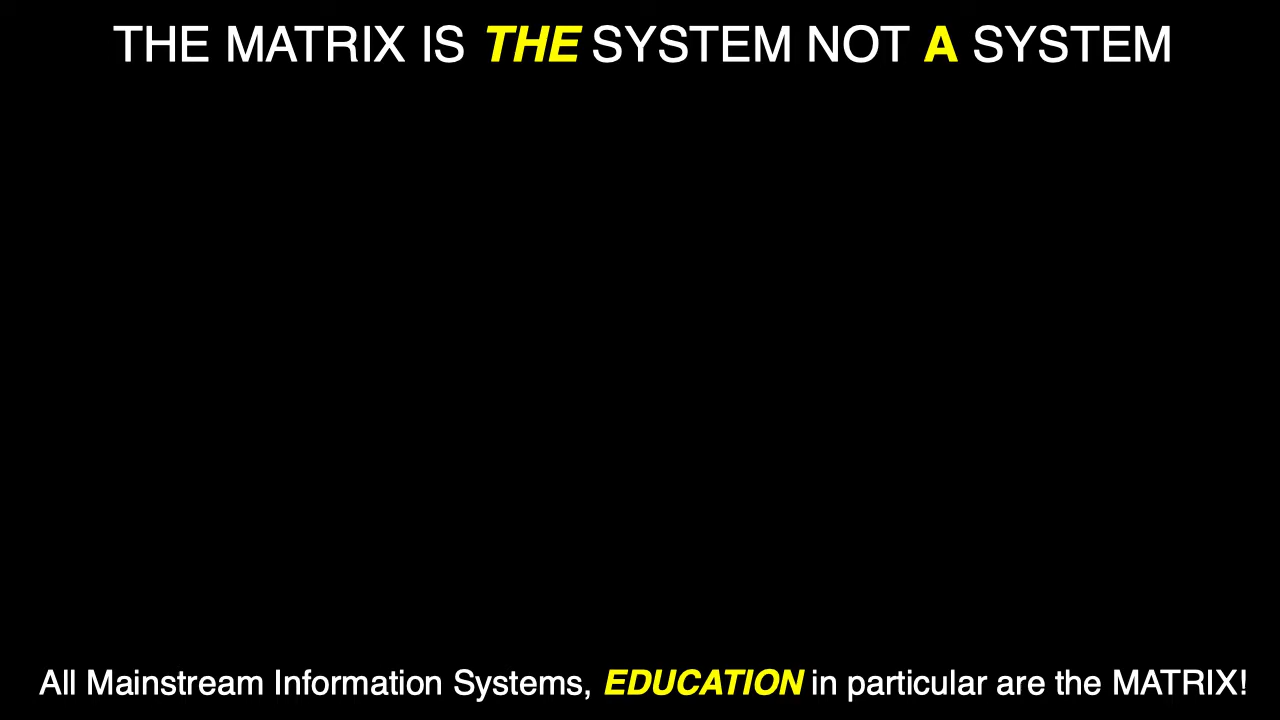 THE MATRIX IS THE SYSTEM NOT A SYSTEM
All Mainstream Information Systems, EDUCATION in particular are the MATRIX!